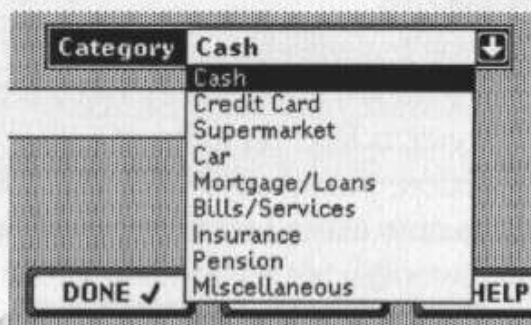 Category Cash
Cash
Credit Card
Supermarket
Car
Mortgage/Loans
Bills/Services
Insurance
Pension
Miscellaneous
DONE ✓ HELP